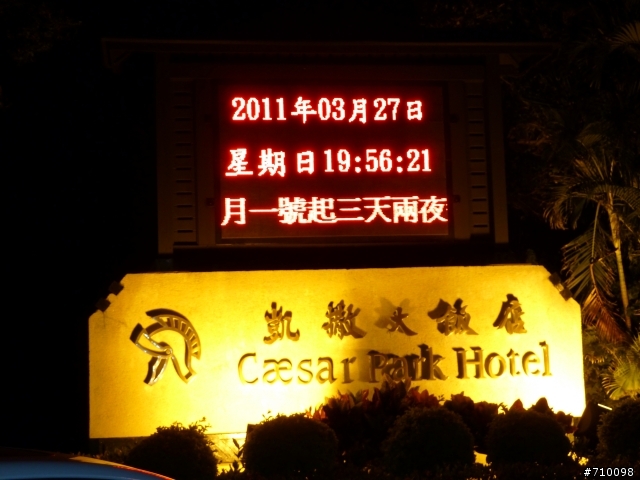 2011年03月27日
星期日19:56:21
月一號起三天兩夜
凱撒大飯店
Cæsar Park Hotel
#710098